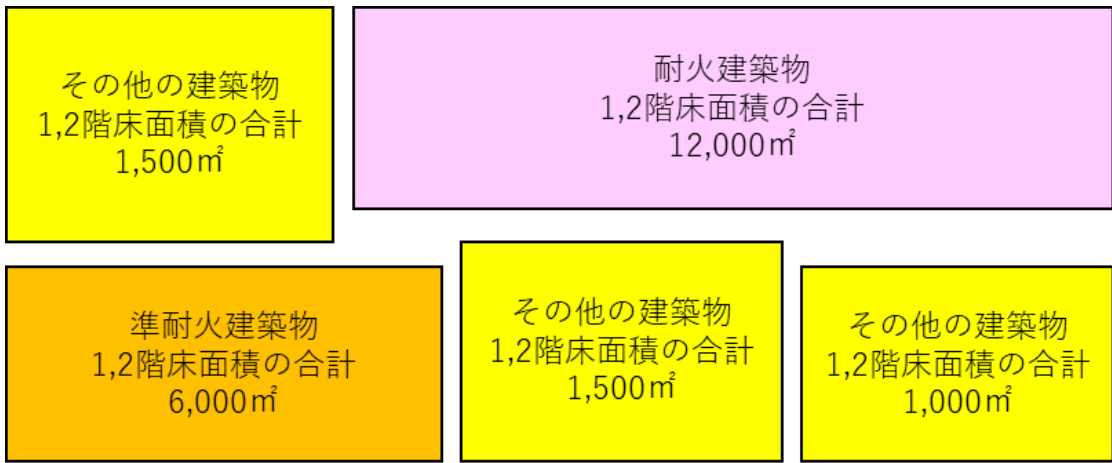 その他の建築物
1,2階床面積の合計
1,500㎡
耐火建築物
1,2階床面積の合計
12,000㎡
準耐火建築物
1,2階床面積の合計
6,000㎡
その他の建築物
1,2階床面積の合計
1,500㎡
その他の建築物
1,2階床面積の合計
1,000㎡